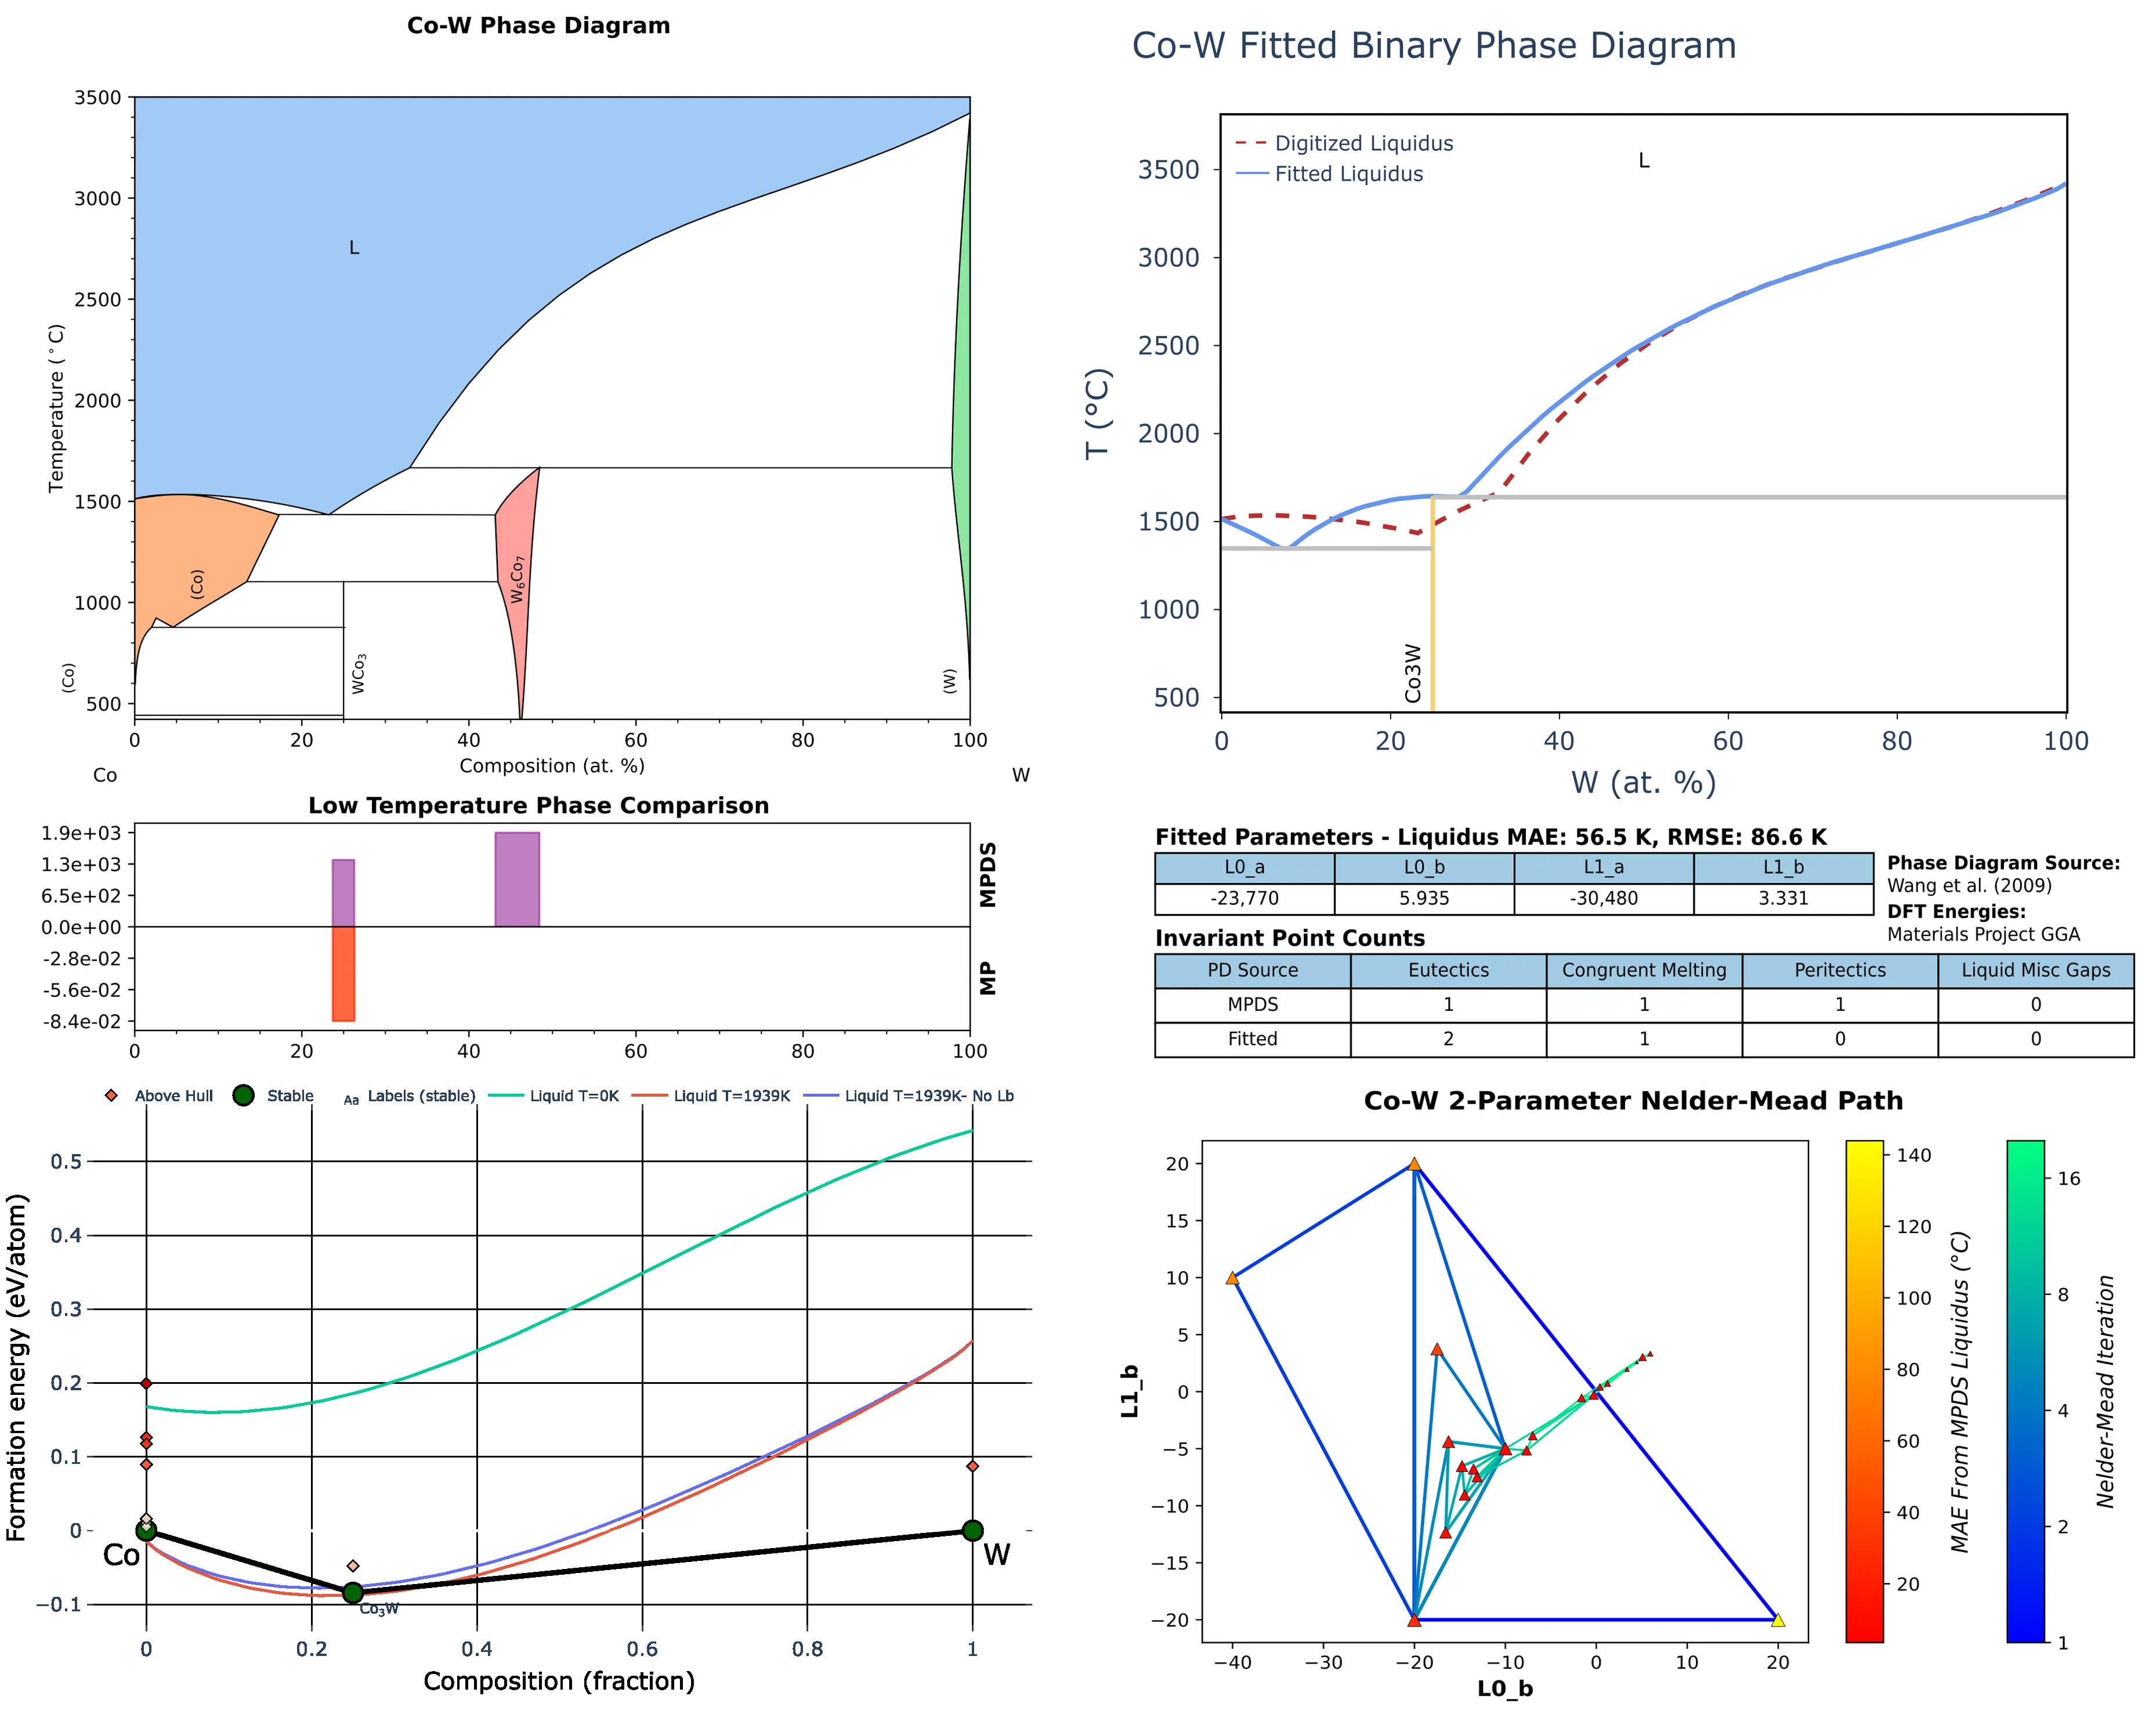 Co-W Phase Diagram
3500
3000
2500
2000
1500
1000
500
Temperature (°C)
L
(Co)
(Co)
WCo3
W6Co7
(W)
0 20 40 60 80 100
Composition (at. %)
Co W
Co-W Fitted Binary Phase Diagram
Digitized Liquidus
Fitted Liquidus
L
3500
3000
2500
2000
1500
1000
500
T (°C)
Co3W
0 20 40 60 80 100
W (at. %)
Low Temperature Phase Comparison
1.9e+03
1.3e+03
6.5e+02
0.0e+00
-2.8e-02
-5.6e-02
-8.4e-02
MPDS
MP
0 20 40 60 80 100
Fitted Parameters - Liquidus MAE: 56.5 K, RMSE: 86.6 K
L0_a L0_b L1_a L1_b
-23,770 5.935 -30,480 3.331
Phase Diagram Source:
Wang et al. (2009)
DFT Energies:
Materials Project GGA
Invariant Point Counts
PD Source Eutectics Congruent Melting Peritectics Liquid Misc Gaps
MPDS 1 1 1 0
Fitted 2 1 0 0
Above Hull Stable Aa Labels (stable) Liquid T=0K Liquid T=1939K Liquid T=1939K- No Lb
0.5
0.4
0.3
0.2
0.1
0
−0.1
Formation energy (eV/atom)
Co
W
Co3W
0 0.2 0.4 0.6 0.8 1
Composition (fraction)
Co-W 2-Parameter Nelder-Mead Path
20
15
10
5
0
−5
−10
−15
−20
L1_b
−40 −30 −20 −10 0 10 20
L0_b
140
120
100
80
60
40
20
MAE From MPDS Liquidus (°C)
16
8
4
2
1
Nelder-Mead Iteration